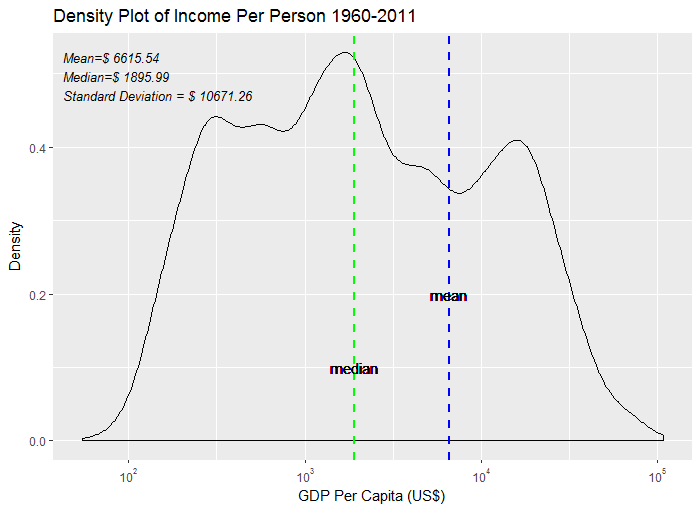 Density Plot of Income Per Person 1960-2011
Mean=$ 6615.54
Median=$ 1895.99
Standard Deviation = $ 10671.26
0.4
0.2
0.0
Density
mean
median
10²
10³
10⁴
10⁵
GDP Per Capita (US$)